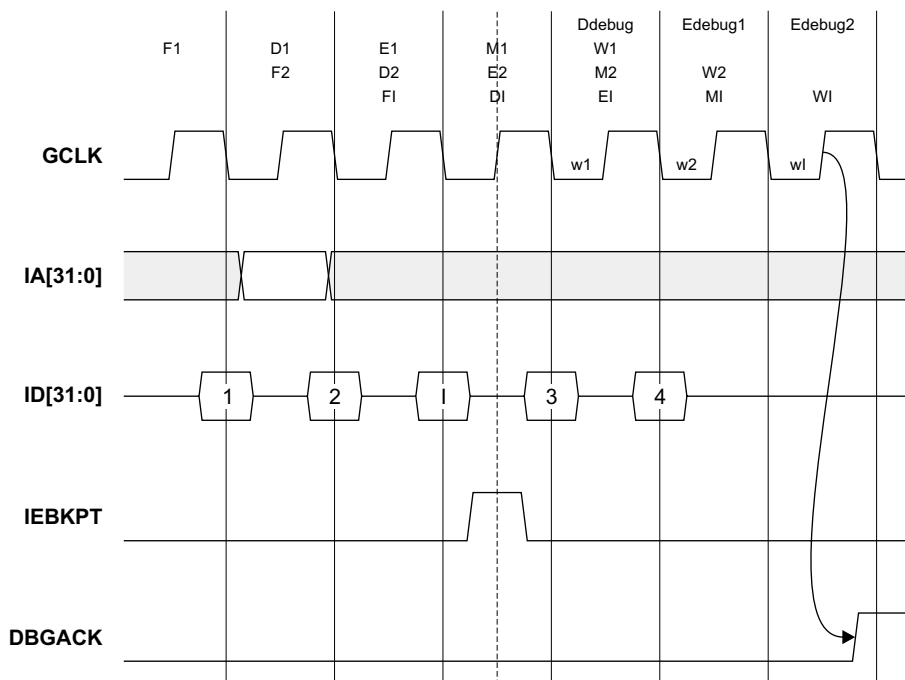 Ddebug Edebug1 Edebug2
F1 D1 E1 M1 W1
F2 D2 E2 M2 W2
FI DI EI MI WI
GCLK w1 w2 wI
IA[31:0]
ID[31:0] 1 2 I 3 4
IEBKPT
DBGACK